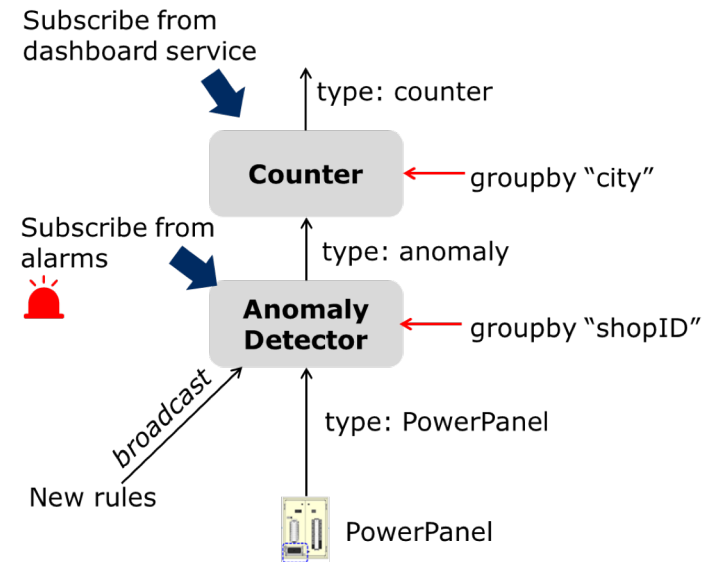 Subscribe from
dashboard service
type: counter
Counter
groupby “city”
Subscribe from
alarms
type: anomaly
Anomaly
Detector
groupby “shopID”
broadcast
type: PowerPanel
New rules
PowerPanel